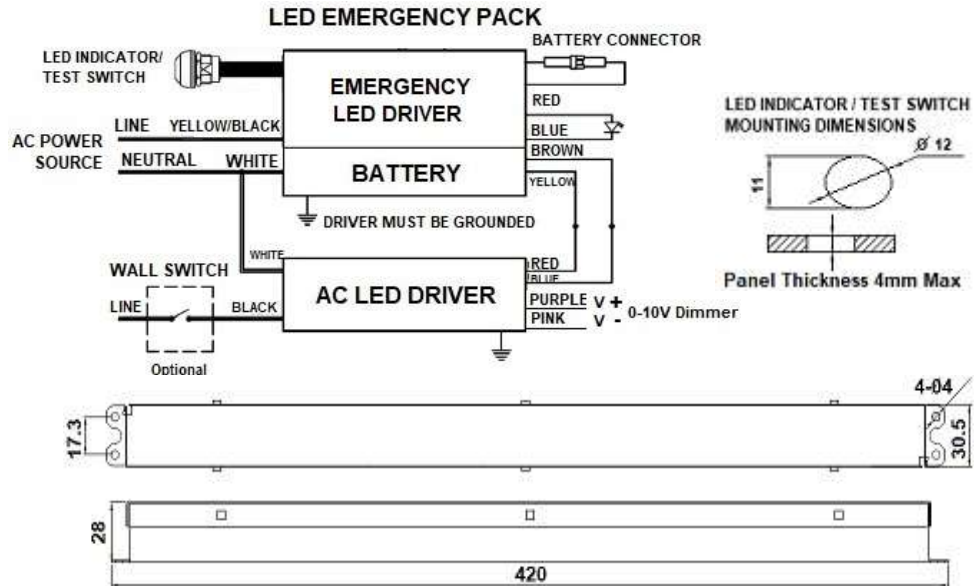 LED EMERGENCY PACK
LED INDICATOR/
TEST SWITCH
BATTERY CONNECTOR
EMERGENCY
LED DRIVER
RED
BLUE
LINE YELLOW/BLACK
AC POWER
SOURCE
NEUTRAL WHITE
BATTERY
BROWN
YELLOW
DRIVER MUST BE GROUNDED
LED INDICATOR / TEST SWITCH
MOUNTING DIMENSIONS
Ø 12
11
Panel Thickness 4mm Max
WHITE
WALL SWITCH
LINE
BLACK
Optional
AC LED DRIVER
RED
BLUE
PURPLE V +
PINK V -
0-10V Dimmer
4-04
17.3
30.5
28
420